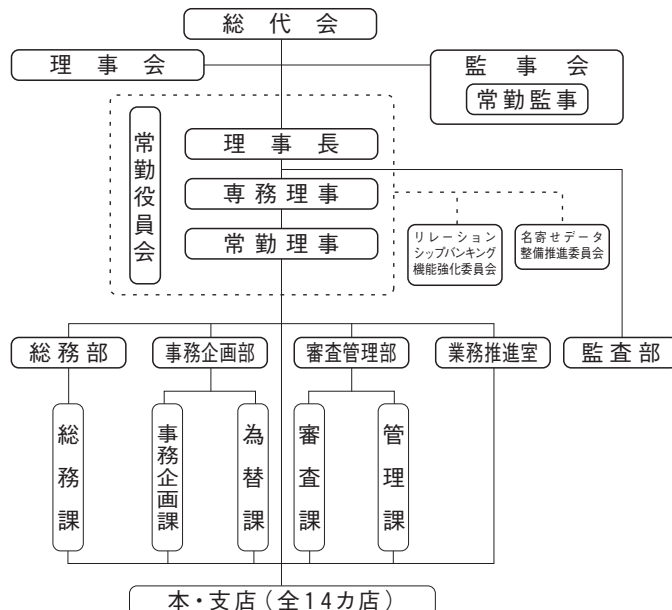 総代会
理事会
監事会
常勤監事
常勤役員会
理事長
専務理事
常勤理事
リレーション
シップバンキング
機能強化委員会
名寄せデータ
整備推進委員会
総務部
事務企画部
審査管理部
業務推進室
監査部
総務課
事務企画課
為替課
審査課
管理課
本・支店（全14カ店）